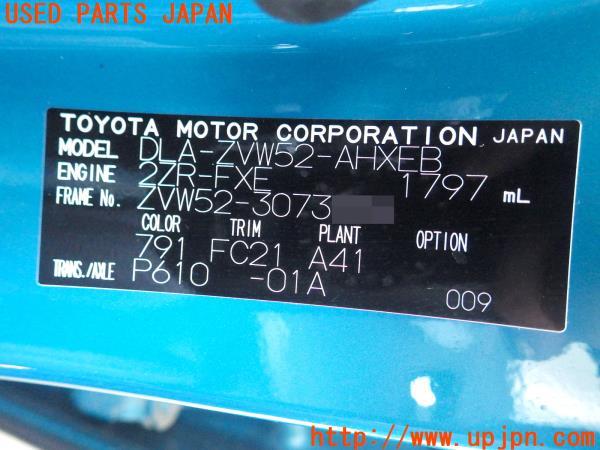 USED PARTS JAPAN
TOYOTA MOTOR CORPORATION JAPAN
MODEL DLA-ZVW52-AHXEB
ENGINE 2ZR-FXE 1797 mL
FRAME No. ZVW52-3073
COLOR TRIM PLANT OPTION
791 FC21 A41
TRANS./AXLE P610 -01A
009
http://www.upjpn.com/